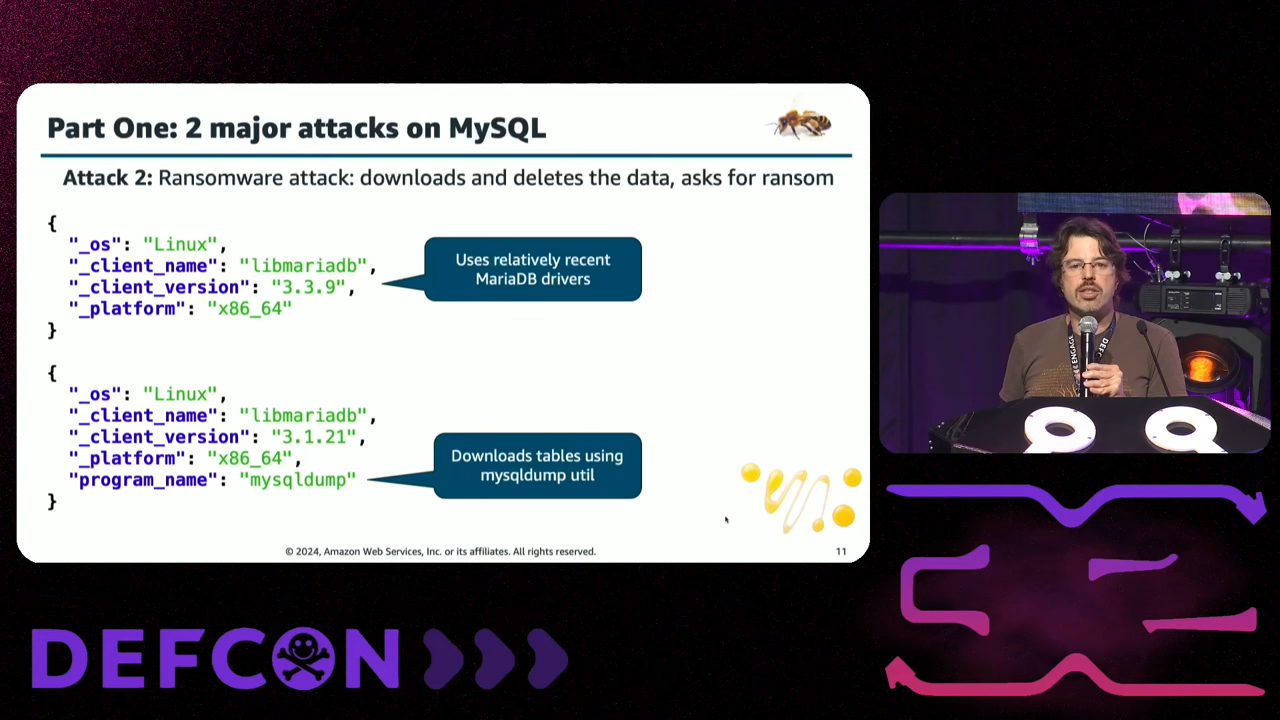 Part One: 2 major attacks on MySQL
Attack 2: Ransomware attack: downloads and deletes the data, asks for ransom
{
"_os": "Linux",
"_client_name": "libmariadb",
"_client_version": "3.3.9",
"_platform": "x86_64"
}
Uses relatively recent
MariaDB drivers
{
"_os": "Linux",
"_client_name": "libmariadb",
"_client_version": "3.1.21",
"_platform": "x86_64",
"program_name": "mysqldump"
}
Downloads tables using
mysqldump util
© 2024, Amazon Web Services, Inc. or its affiliates. All rights reserved.
11
DEFCON